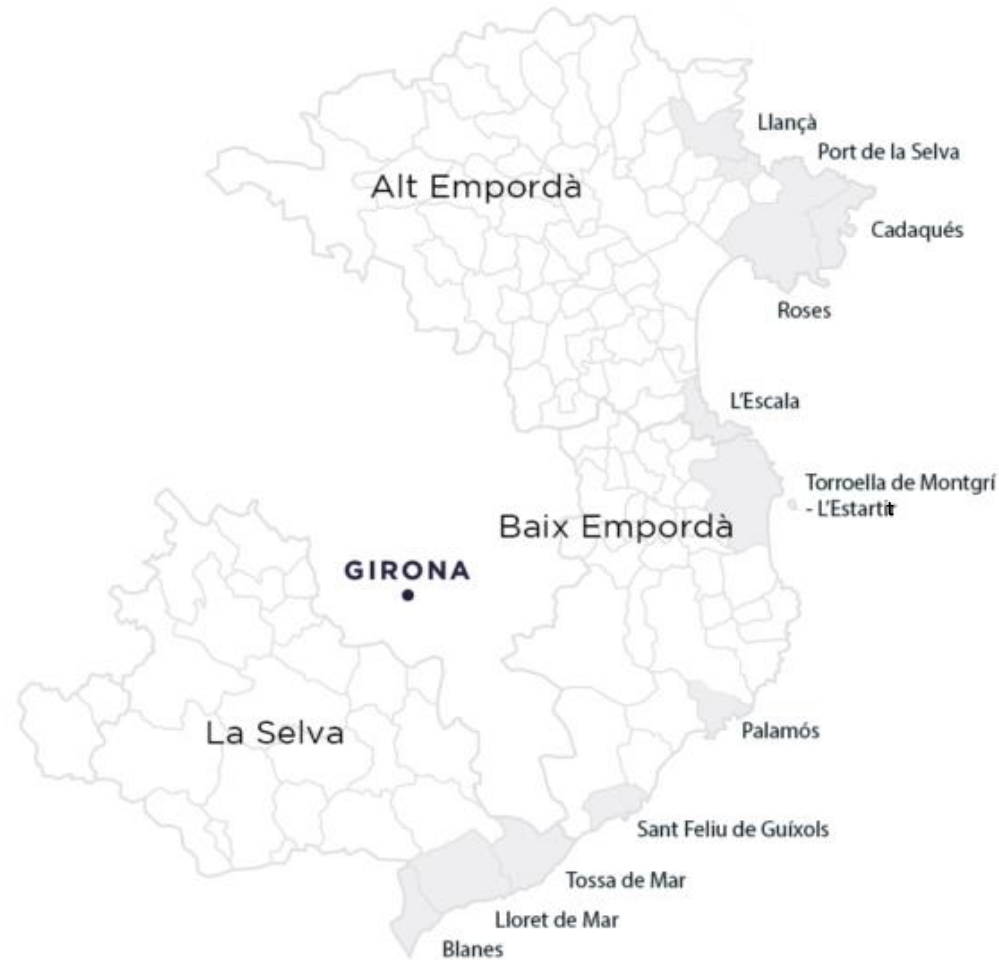 Llançà
Port de la Selva
Alt Empordà
Cadaqués
Roses
L'Escala
Torroella de Montgrí
- L'Estartit
Baix Empordà
GIRONA
La Selva
Palamós
Sant Feliu de Guíxols
Tossa de Mar
Lloret de Mar
Blanes